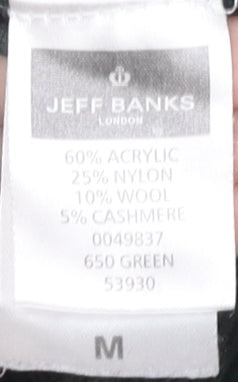 JEFF BANKS
LONDON
60% ACRYLIC
25% NYLON
10% WOOL
5% CASHMERE
0049837
650 GREEN
53930
M